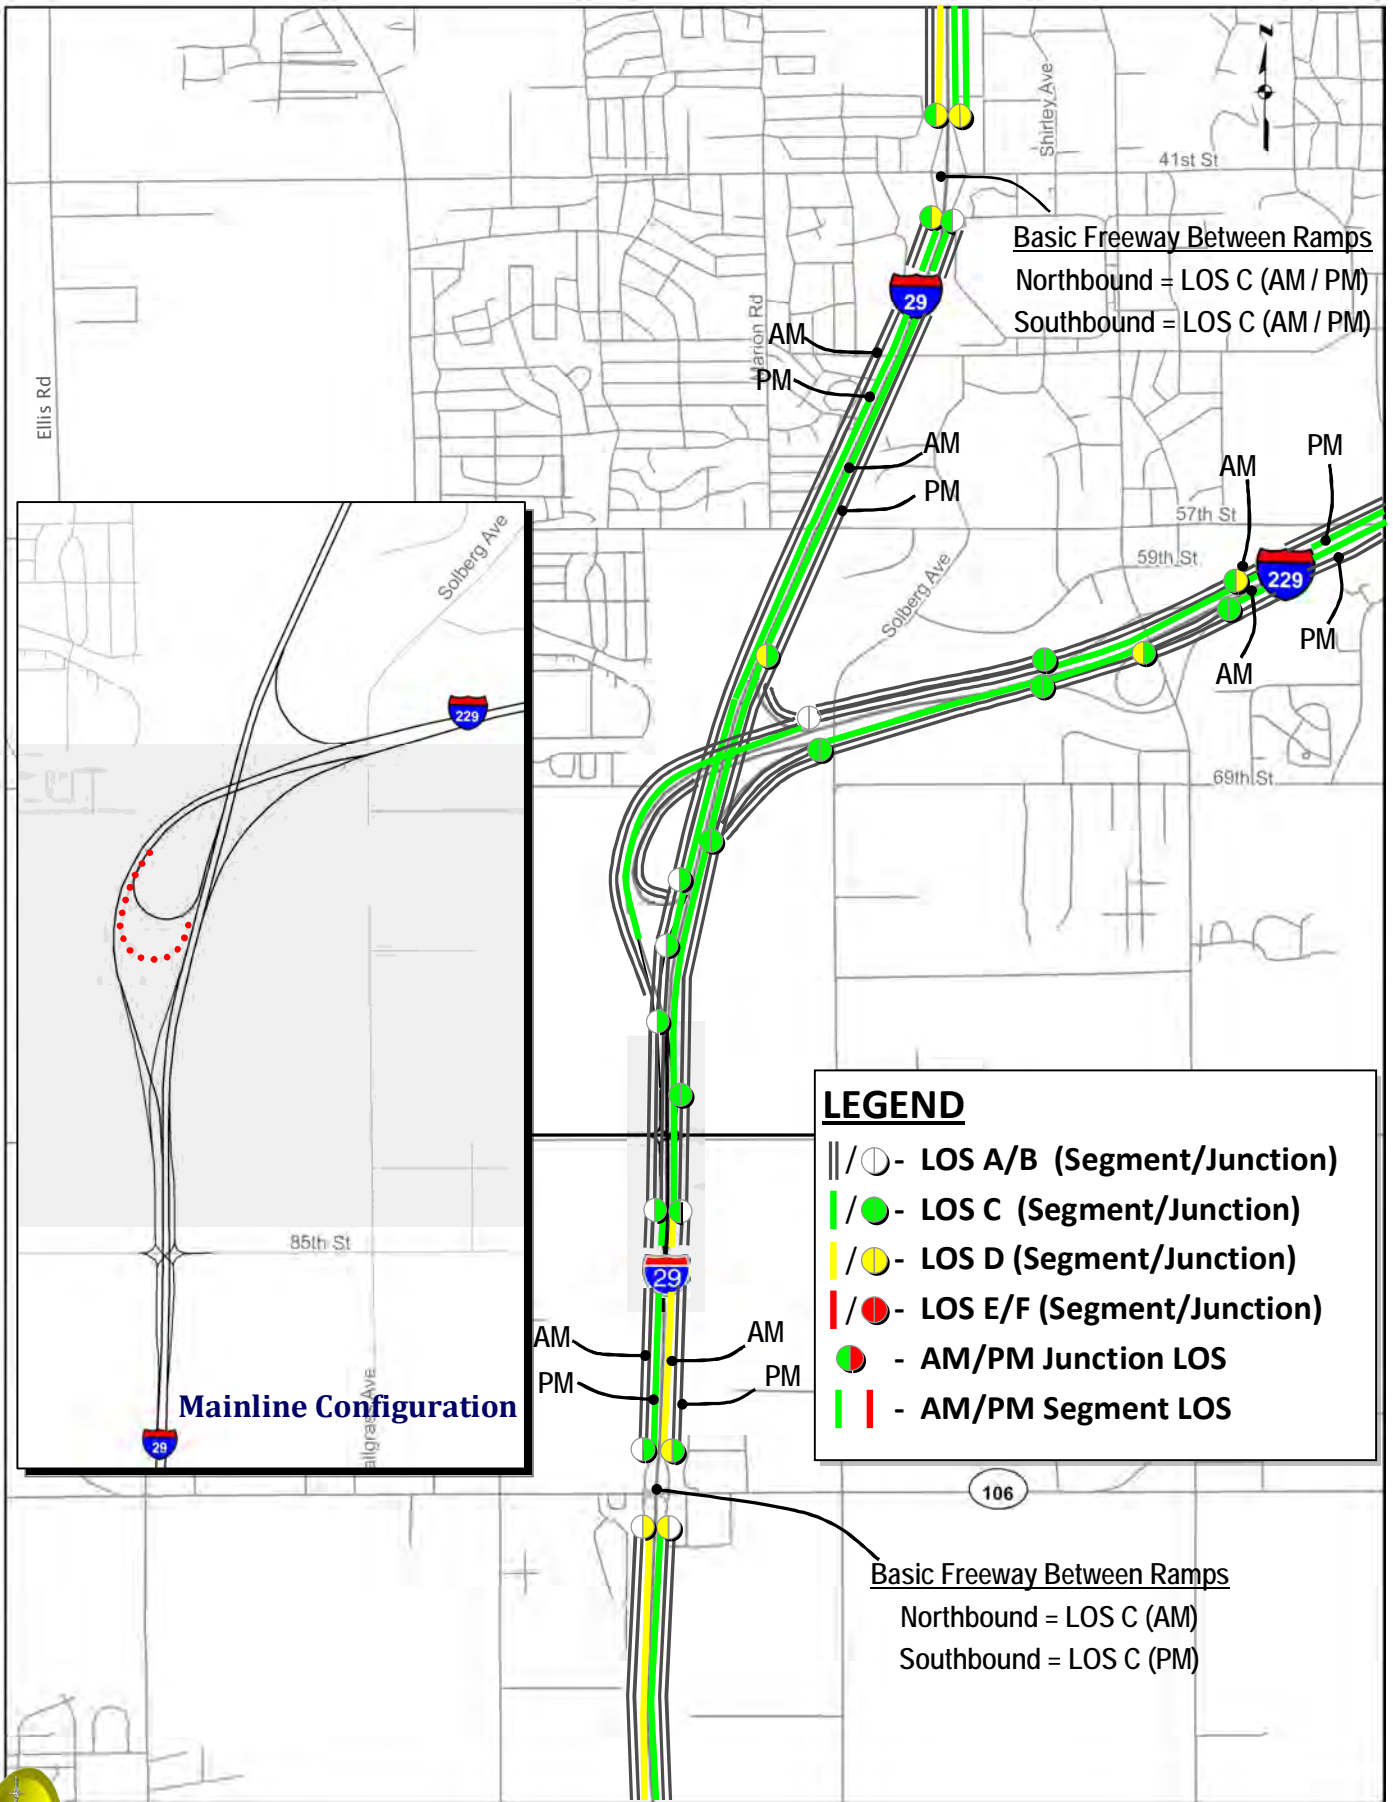 Shirley Ave
41st St
Basic Freeway Between Ramps
Northbound = LOS C (AM / PM)
Southbound = LOS C (AM / PM)
29
Marion Rd
AM
PM
Ellis Rd
AM
PM
AM
PM
57th St
59th St
229
AM
PM
Solberg Ave
Solberg Ave
229
69th St
85th St
Mainline Configuration
29
LEGEND
/ - LOS A/B (Segment/Junction)
/ - LOS C (Segment/Junction)
/ - LOS D (Segment/Junction)
/ - LOS E/F (Segment/Junction)
- AM/PM Junction LOS
- AM/PM Segment LOS
29
AM
PM
AM
PM
106
Basic Freeway Between Ramps
Northbound = LOS C (AM)
Southbound = LOS C (PM)